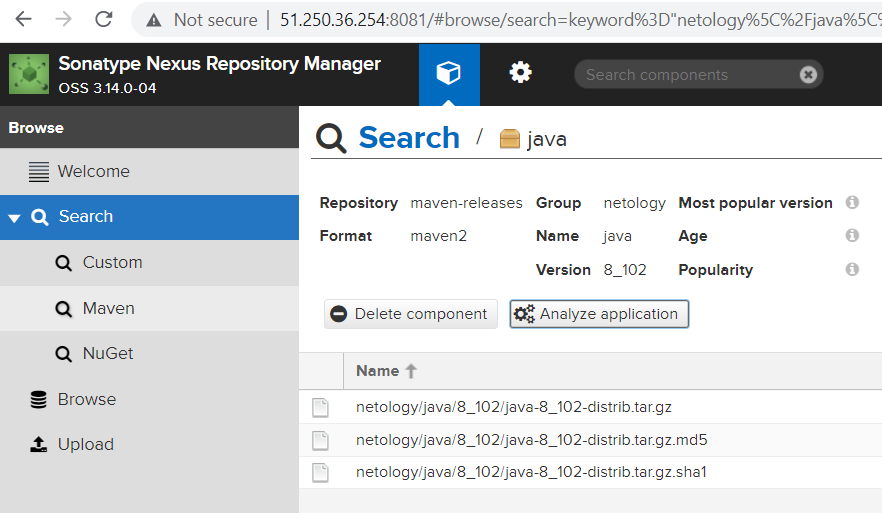 Not secure | 51.250.36.254:8081/#browse/search=keyword%3D"netology%5C%2Fjava%5C%
Sonatype Nexus Repository Manager
OSS 3.14.0-04
Search components
Browse
Welcome
Search
Custom
Maven
NuGet
Browse
Upload
Search / java
Repository maven-releases Group netology Most popular version
Format maven2 Name java Age
Version 8_102 Popularity
Delete component Analyze application
Name
netology/java/8_102/java-8_102-distrib.tar.gz
netology/java/8_102/java-8_102-distrib.tar.gz.md5
netology/java/8_102/java-8_102-distrib.tar.gz.sha1